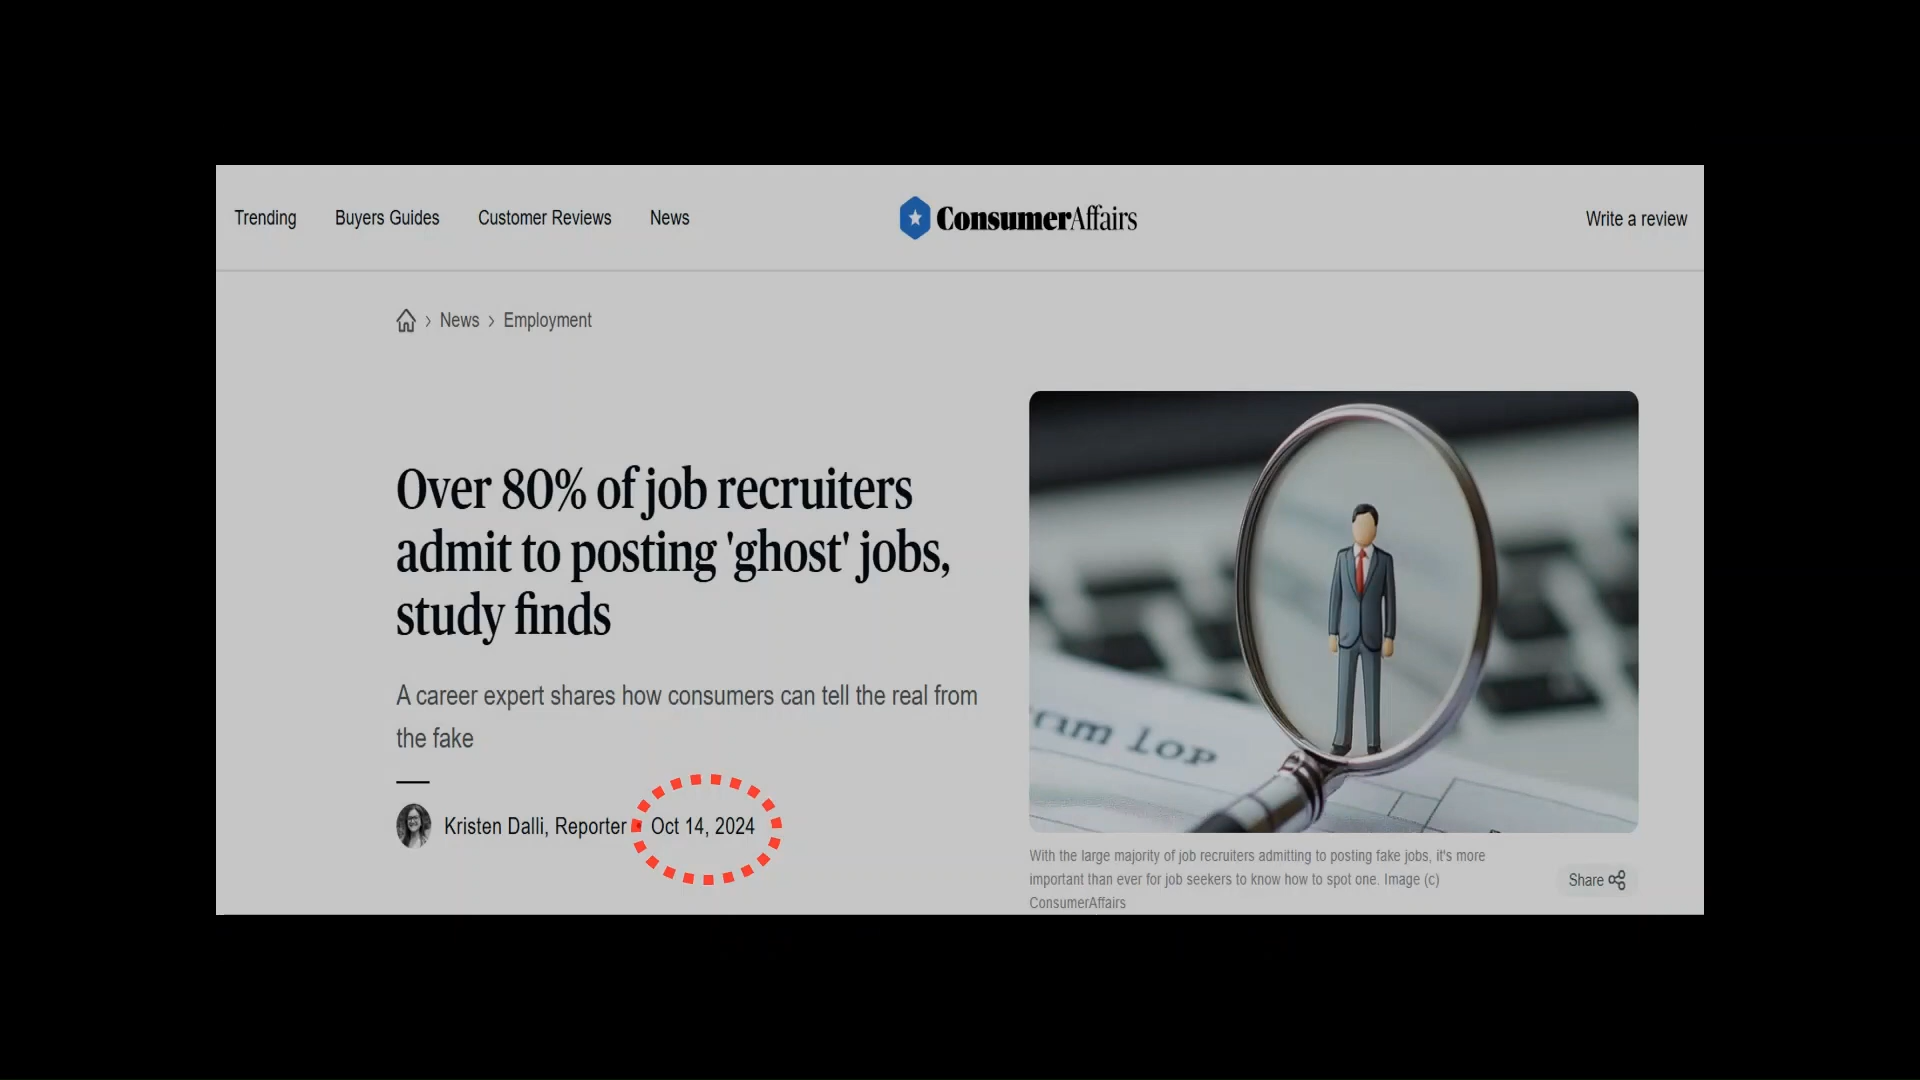 Trending
Buyers Guides
Customer Reviews
News
ConsumerAffairs
Write a review
News > Employment
Over 80% of job recruiters
admit to posting 'ghost' jobs,
study finds
A career expert shares how consumers can tell the real from
the fake
Kristen Dalli, Reporter • Oct 14, 2024
With the large majority of job recruiters admitting to posting fake jobs, it's more
important than ever for job seekers to know how to spot one. Image (c)
ConsumerAffairs
Share